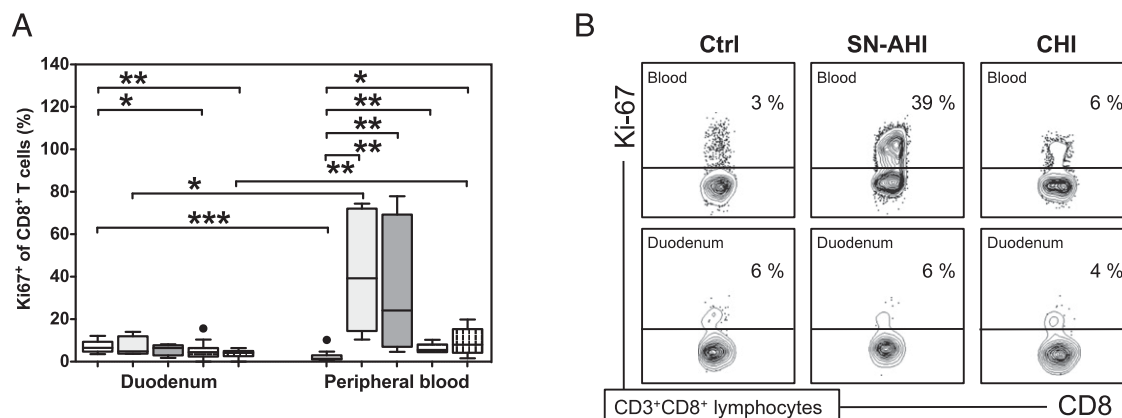 A
Ki67⁺ of CD8⁺ T cells (%)
140
120
100
80
60
40
20
0
**
*
*
**
**
**
**
*
***
Duodenum
Peripheral blood
B
Ctrl
SN-AHI
CHI
Ki-67
Blood
3 %
Blood
39 %
Blood
6 %
Duodenum
6 %
Duodenum
6 %
Duodenum
4 %
CD3⁺CD8⁺ lymphocytes
CD8